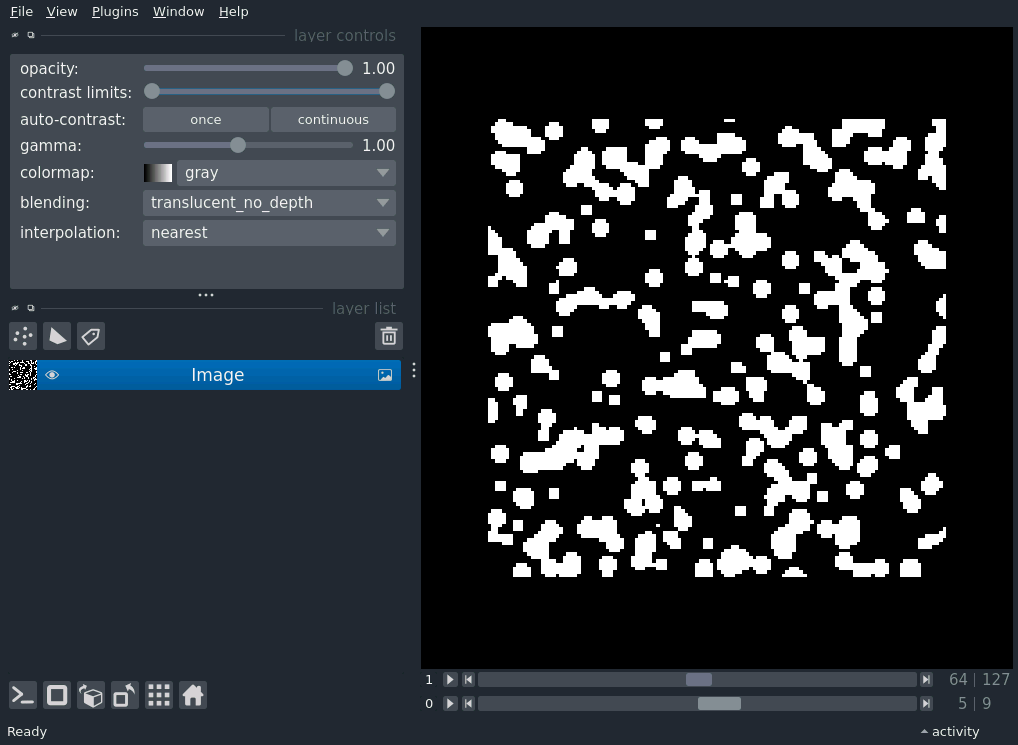 File View Plugins Window Help
layer controls
opacity: 1.00
contrast limits:
auto-contrast: once continuous
gamma: 1.00
colormap: gray
blending: translucent_no_depth
interpolation: nearest
layer list
Image
1 64 | 127
0 5 | 9
Ready activity